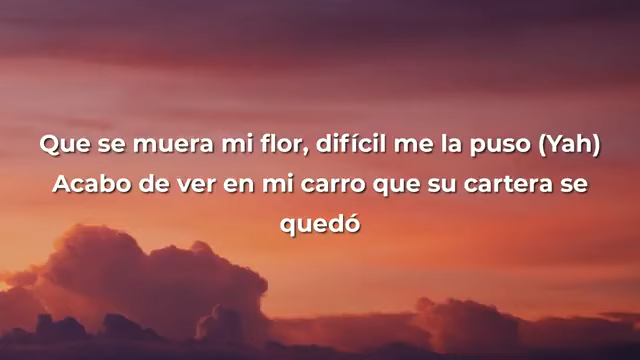 Que se muera mi flor, difícil me la puso (Yah)
Acabo de ver en mi carro que su cartera se
quedó